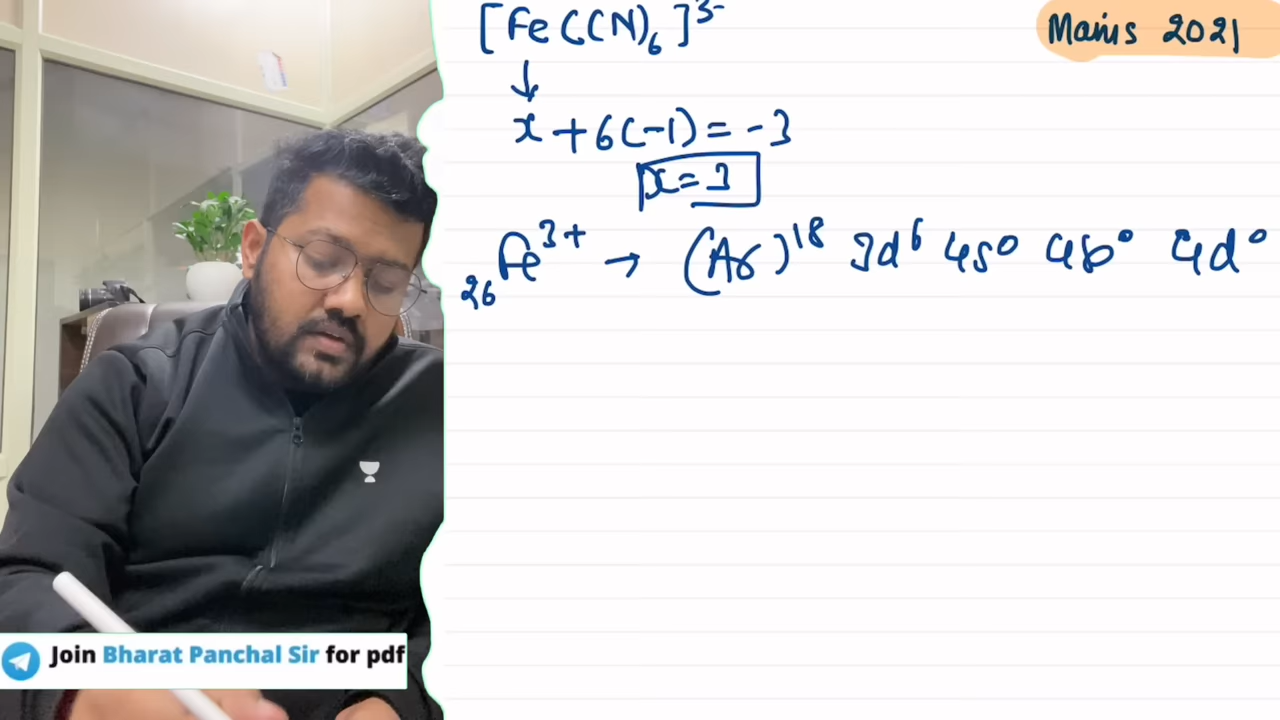 [Fe(CN)₆]³⁻
Mains 2021
↓
x + 6(-1) = -3
x = 3
₂₆Fe³⁺ → (Ar)¹⁸ 3d⁶ 4s⁰ 4p⁰ 4d⁰
Join Bharat Panchal Sir for pdf